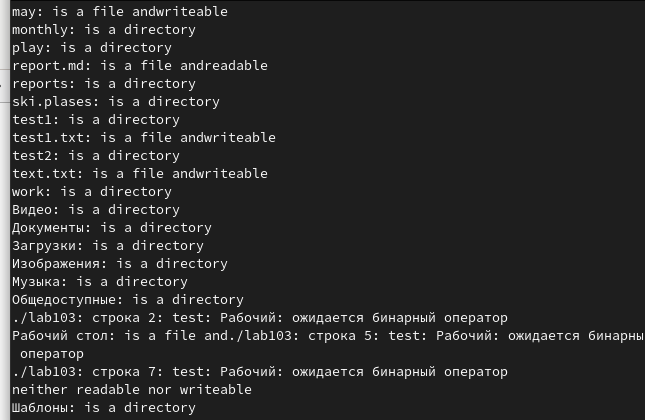 may: is a file andwriteable
monthly: is a directory
play: is a directory
report.md: is a file andreadable
reports: is a directory
ski.plases: is a directory
test1: is a directory
test1.txt: is a file andwriteable
test2: is a directory
text.txt: is a file andwriteable
work: is a directory
Видео: is a directory
Документы: is a directory
Загрузки: is a directory
Изображения: is a directory
Музыка: is a directory
Общедоступные: is a directory
./lab103: строка 2: test: Рабочий: ожидается бинарный оператор
Рабочий стол: is a file and./lab103: строка 5: test: Рабочий: ожидается бинарны
оператор
./lab103: строка 7: test: Рабочий: ожидается бинарный оператор
neither readable nor writeable
Шаблоны: is a directory